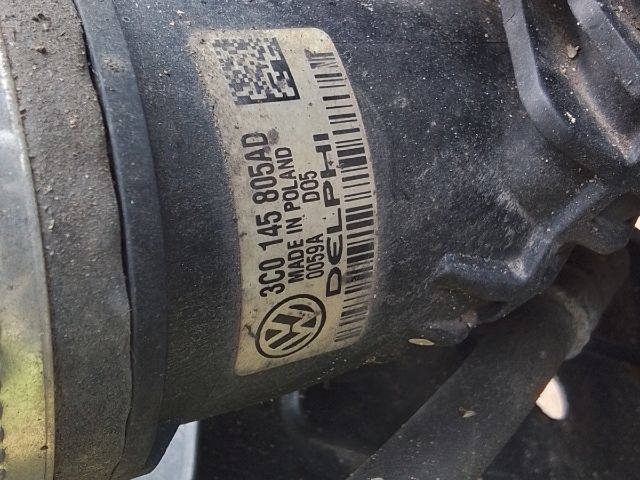 3C0 145 805AD
MADE IN POLAND
0059A D05
DELPHI